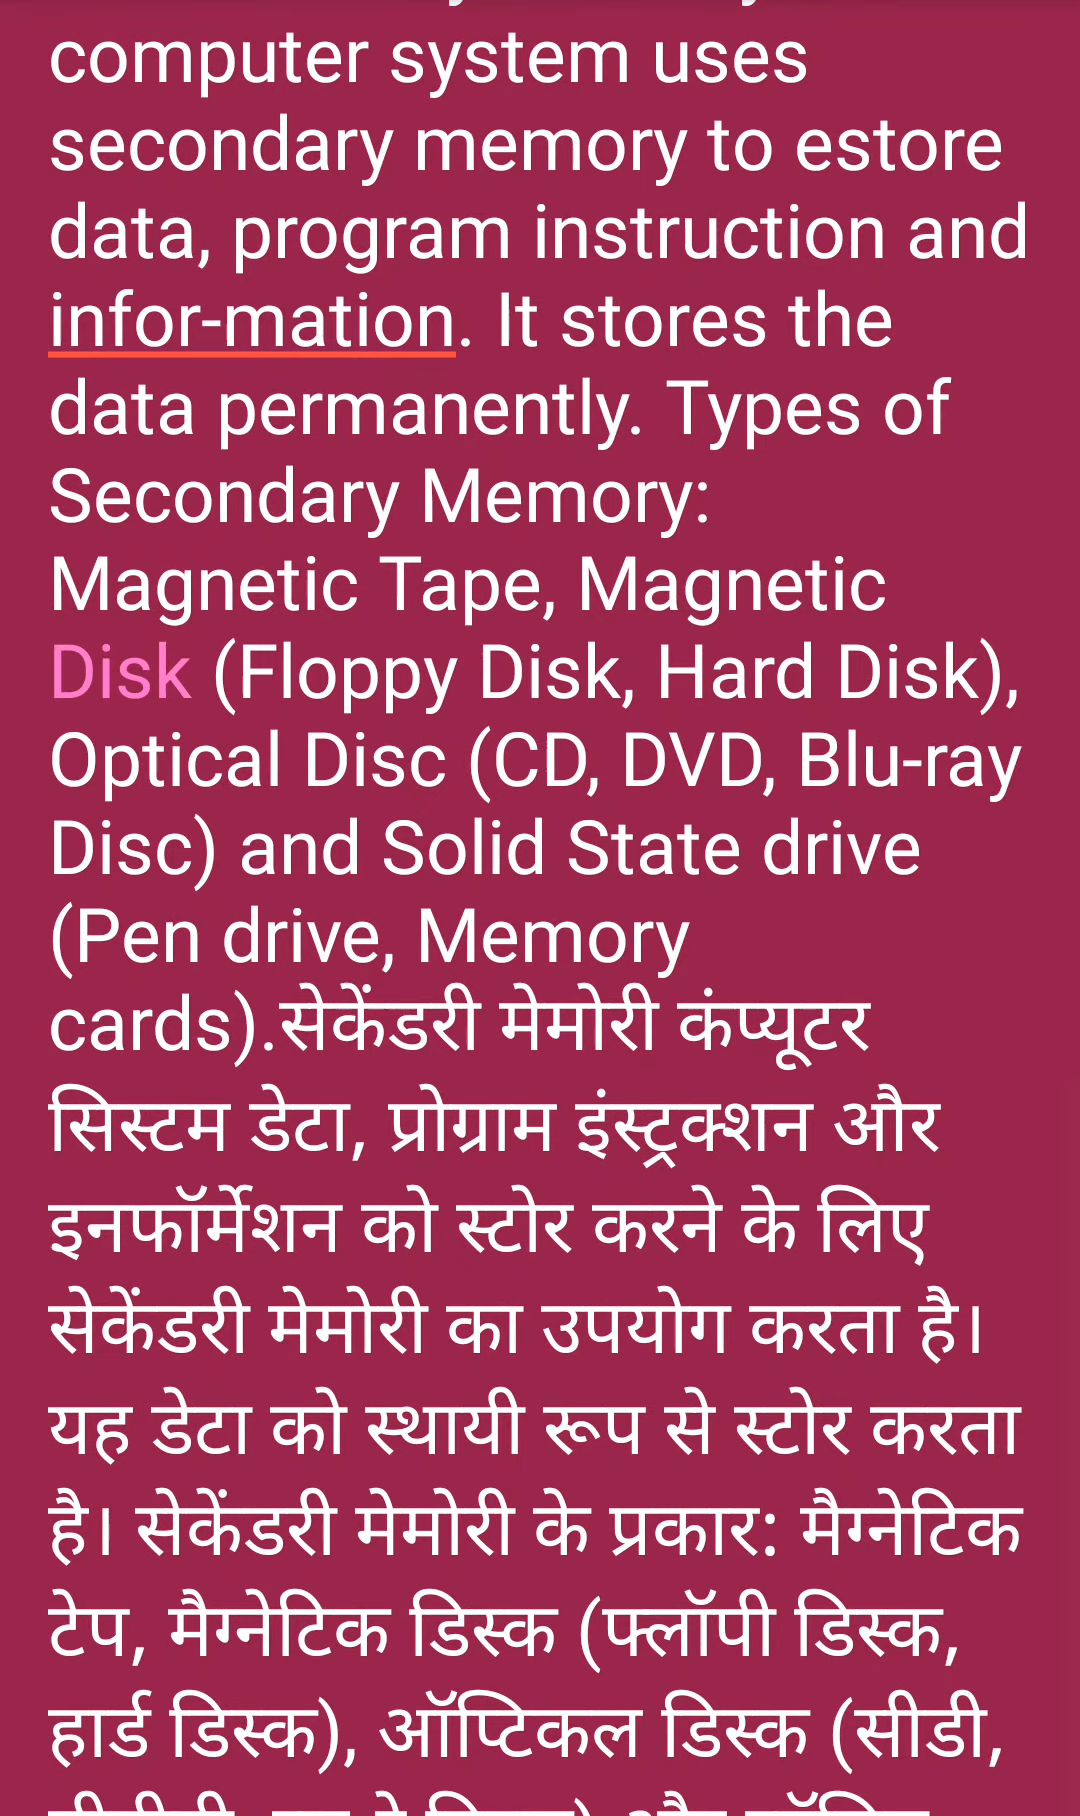 computer system uses
secondary memory to estore
data, program instruction and
infor-mation. It stores the
data permanently. Types of
Secondary Memory:
Magnetic Tape, Magnetic
Disk (Floppy Disk, Hard Disk),
Optical Disc (CD, DVD, Blu-ray
Disc) and Solid State drive
(Pen drive, Memory
cards).सेकेंडरी मेमोरी कंप्यूटर
सिस्टम डेटा, प्रोग्राम इंस्ट्रक्शन और
इनफॉर्मेशन को स्टोर करने के लिए
सेकेंडरी मेमोरी का उपयोग करता है।
यह डेटा को स्थायी रूप से स्टोर करता
है। सेकेंडरी मेमोरी के प्रकार: मैग्नेटिक
टेप, मैग्नेटिक डिस्क (फ्लॉपी डिस्क,
हार्ड डिस्क), ऑप्टिकल डिस्क (सीडी,